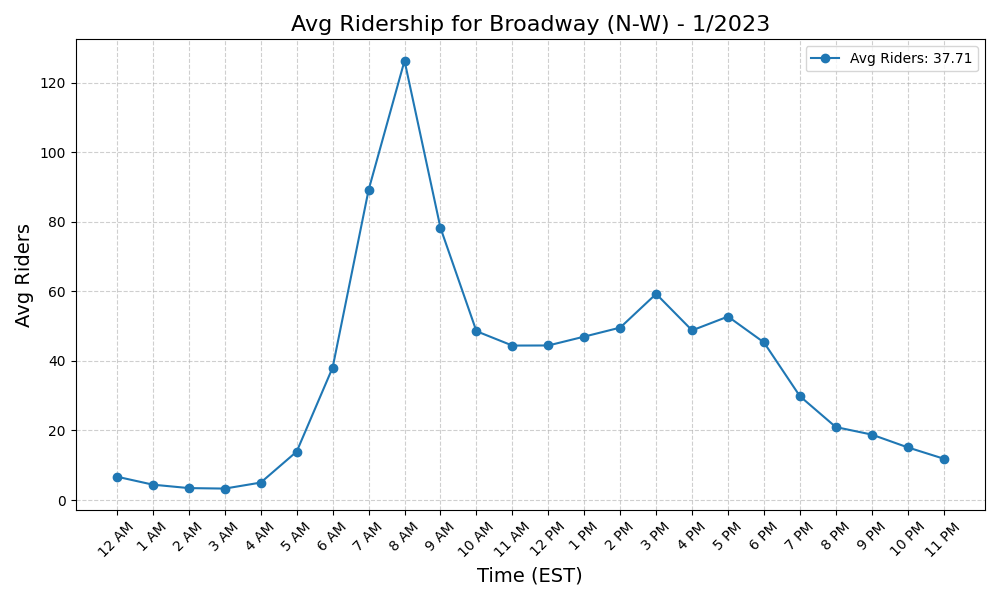 Avg Ridership for Broadway (N-W) - 1/2023
Avg Riders: 37.71
120
100
80
60
40
20
0
Avg Riders
12 AM
1 AM
2 AM
3 AM
4 AM
5 AM
6 AM
7 AM
8 AM
9 AM
10 AM
11 AM
12 PM
1 PM
2 PM
3 PM
4 PM
5 PM
6 PM
7 PM
8 PM
9 PM
10 PM
11 PM
Time (EST)